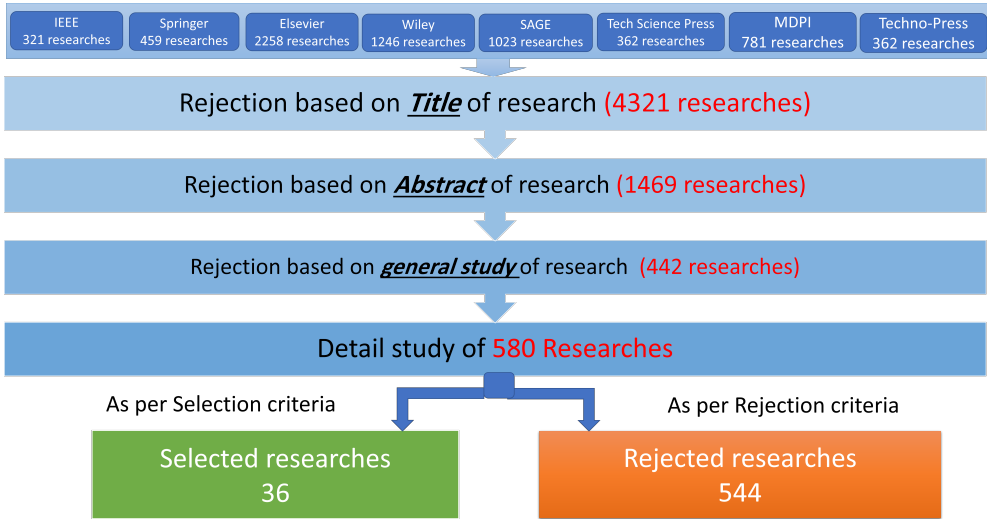 IEEE
321 researches
Springer
459 researches
Elsevier
2258 researches
Wiley
1246 researches
SAGE
1023 researches
Tech Science Press
362 researches
MDPI
781 researches
Techno-Press
362 researches
Rejection based on Title of research (4321 researches)
Rejection based on Abstract of research (1469 researches)
Rejection based on general study of research (442 researches)
Detail study of 580 Researches
As per Selection criteria
As per Rejection criteria
Selected researches
36
Rejected researches
544